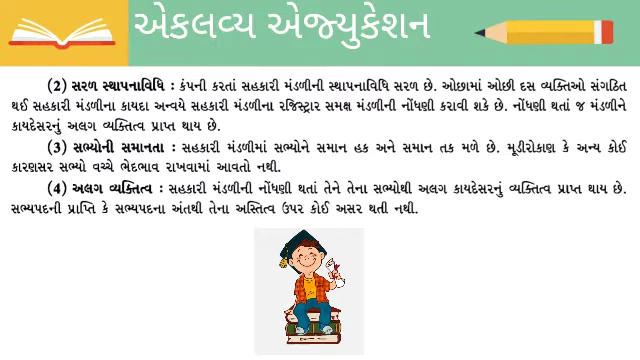 એકલવ્ય એજ્યુકેશન
(2) સરળ સ્થાપનાવિધિ : કંપની કરતાં સહકારી મંડળીની સ્થાપનાવિધિ સરળ છે. ઓછામાં ઓછી દસ વ્યક્તિઓ સંગઠિત
થઈ સહકારી મંડળીના કાયદા અન્વયે સહકારી મંડળીના રજિસ્ટ્રાર સમક્ષ મંડળીની નોંધણી કરાવી શકે છે. નોંધણી થતાં જ મંડળીને
કાયદેસરનું અલગ વ્યક્તિત્વ પ્રાપ્ત થાય છે.
(3) સભ્યોની સમાનતા : સહકારી મંડળીમાં સભ્યોને સમાન હક અને સમાન તક મળે છે. મૂડીરોકાણ કે અન્ય કોઈ
કારણસર સભ્યો વચ્ચે ભેદભાવ રાખવામાં આવતો નથી.
(4) અલગ વ્યક્તિત્વ : સહકારી મંડળીની નોંધણી થતાં તેને તેના સભ્યોથી અલગ કાયદેસરનું વ્યક્તિત્વ પ્રાપ્ત થાય છે.
સભ્યપદની પ્રાપ્તિ કે સભ્યપદના અંતથી તેના અસ્તિત્વ ઉપર કોઈ અસર થતી નથી.